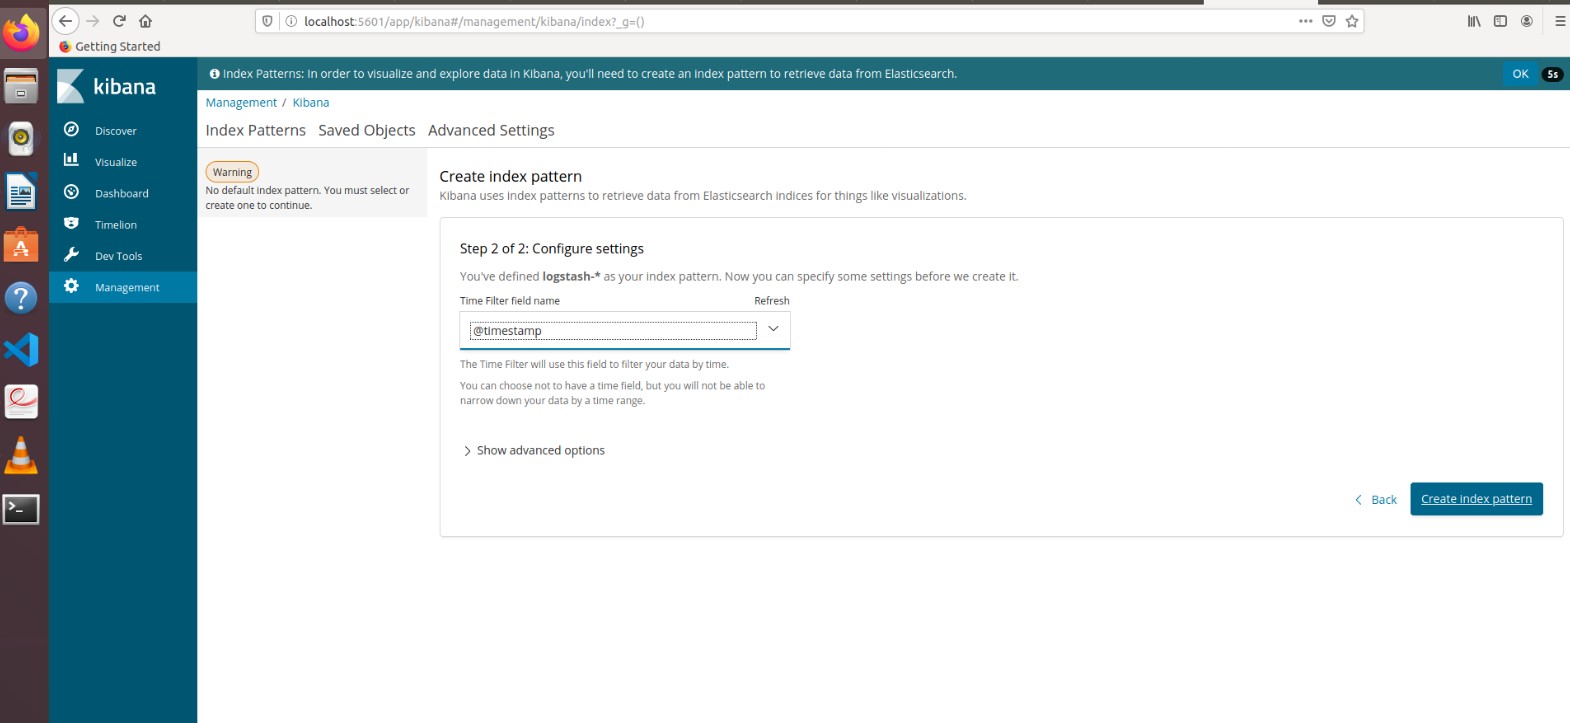 localhost:5601/app/kibana#/management/kibana/index?_g=()
Getting Started
kibana
Discover
Visualize
Dashboard
Timelion
Dev Tools
Management
Index Patterns: In order to visualize and explore data in Kibana, you'll need to create an index pattern to retrieve data from Elasticsearch.
OK 5s
Management / Kibana
Index Patterns Saved Objects Advanced Settings
Warning
No default index pattern. You must select or
create one to continue.
Create index pattern
Kibana uses index patterns to retrieve data from Elasticsearch indices for things like visualizations.
Step 2 of 2: Configure settings
You've defined logstash-* as your index pattern. Now you can specify some settings before we create it.
Time Filter field name Refresh
@timestamp
The Time Filter will use this field to filter your data by time.
You can choose not to have a time field, but you will not be able to
narrow down your data by a time range.
Show advanced options
Back Create index pattern